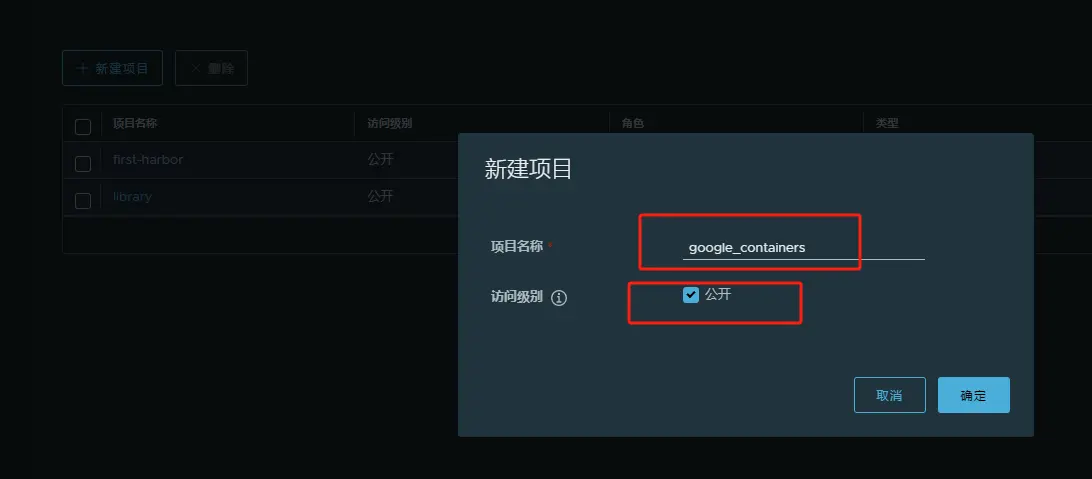 新建项目 删除
项目名称 访问级别 角色 类型
first-harbor 公开
library 公开
新建项目
项目名称 * google_containers
访问级别 公开
取消 确定